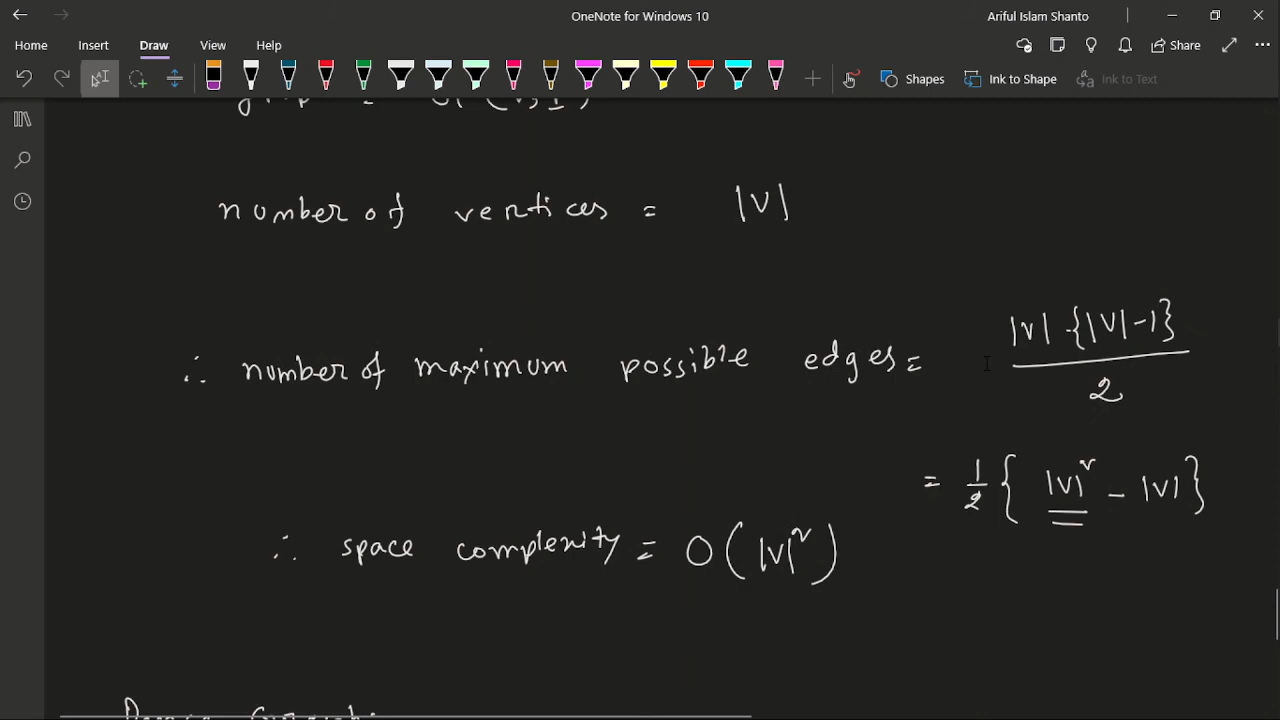 OneNote for Windows 10
Ariful Islam Shanto
Home Insert Draw View Help
Share
Shapes Ink to Shape Ink to Text
number of vertices = |V|
∴ number of maximum possible edges = |V| · {|V| - 1} / 2
= 1/2 { |V|² - |V| }
∴ space complexity = O(|V|²)